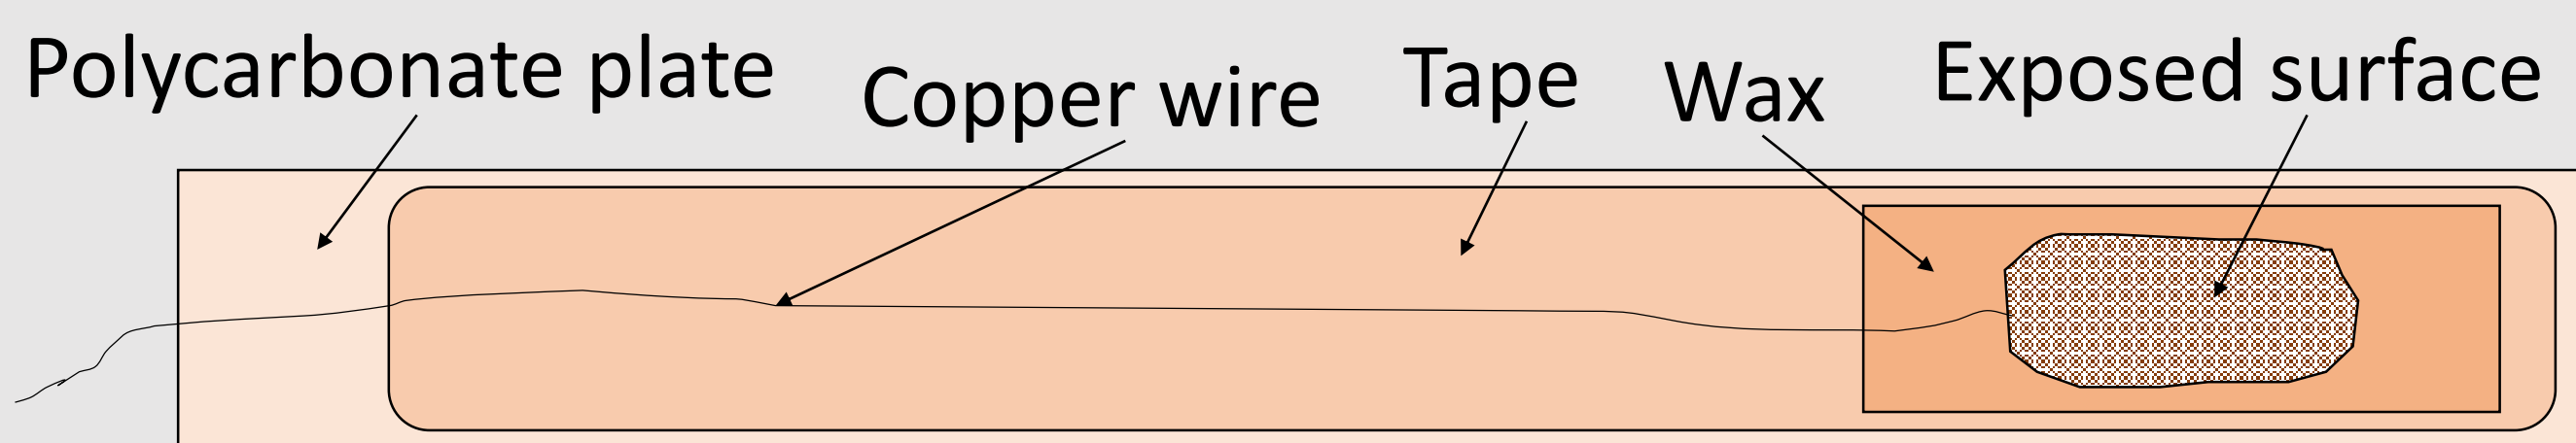 Polycarbonate plate
Copper wire
Tape
Wax
Exposed surface